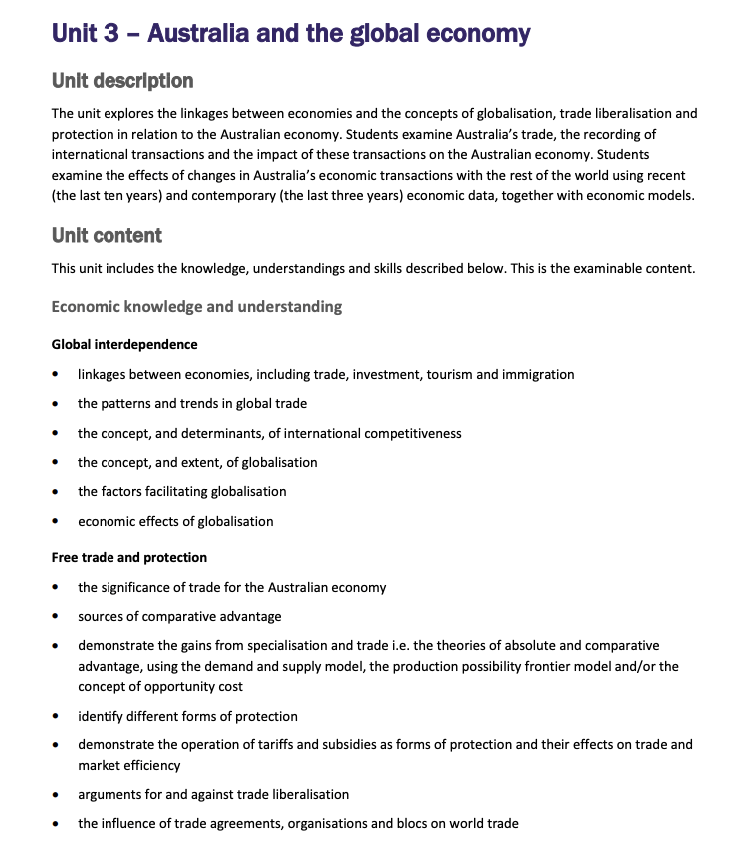 Unit 3 – Australia and the global economy
Unit description
The unit explores the linkages between economies and the concepts of globalisation, trade liberalisation and
protection in relation to the Australian economy. Students examine Australia's trade, the recording of
international transactions and the impact of these transactions on the Australian economy. Students
examine the effects of changes in Australia's economic transactions with the rest of the world using recent
(the last ten years) and contemporary (the last three years) economic data, together with economic models.
Unit content
This unit includes the knowledge, understandings and skills described below. This is the examinable content.
Economic knowledge and understanding
Global interdependence
• linkages between economies, including trade, investment, tourism and immigration
• the patterns and trends in global trade
• the concept, and determinants, of international competitiveness
• the concept, and extent, of globalisation
• the factors facilitating globalisation
• economic effects of globalisation
Free trade and protection
• the significance of trade for the Australian economy
• sources of comparative advantage
• demonstrate the gains from specialisation and trade i.e. the theories of absolute and comparative
advantage, using the demand and supply model, the production possibility frontier model and/or the
concept of opportunity cost
• identify different forms of protection
• demonstrate the operation of tariffs and subsidies as forms of protection and their effects on trade and
market efficiency
• arguments for and against trade liberalisation
• the influence of trade agreements, organisations and blocs on world trade